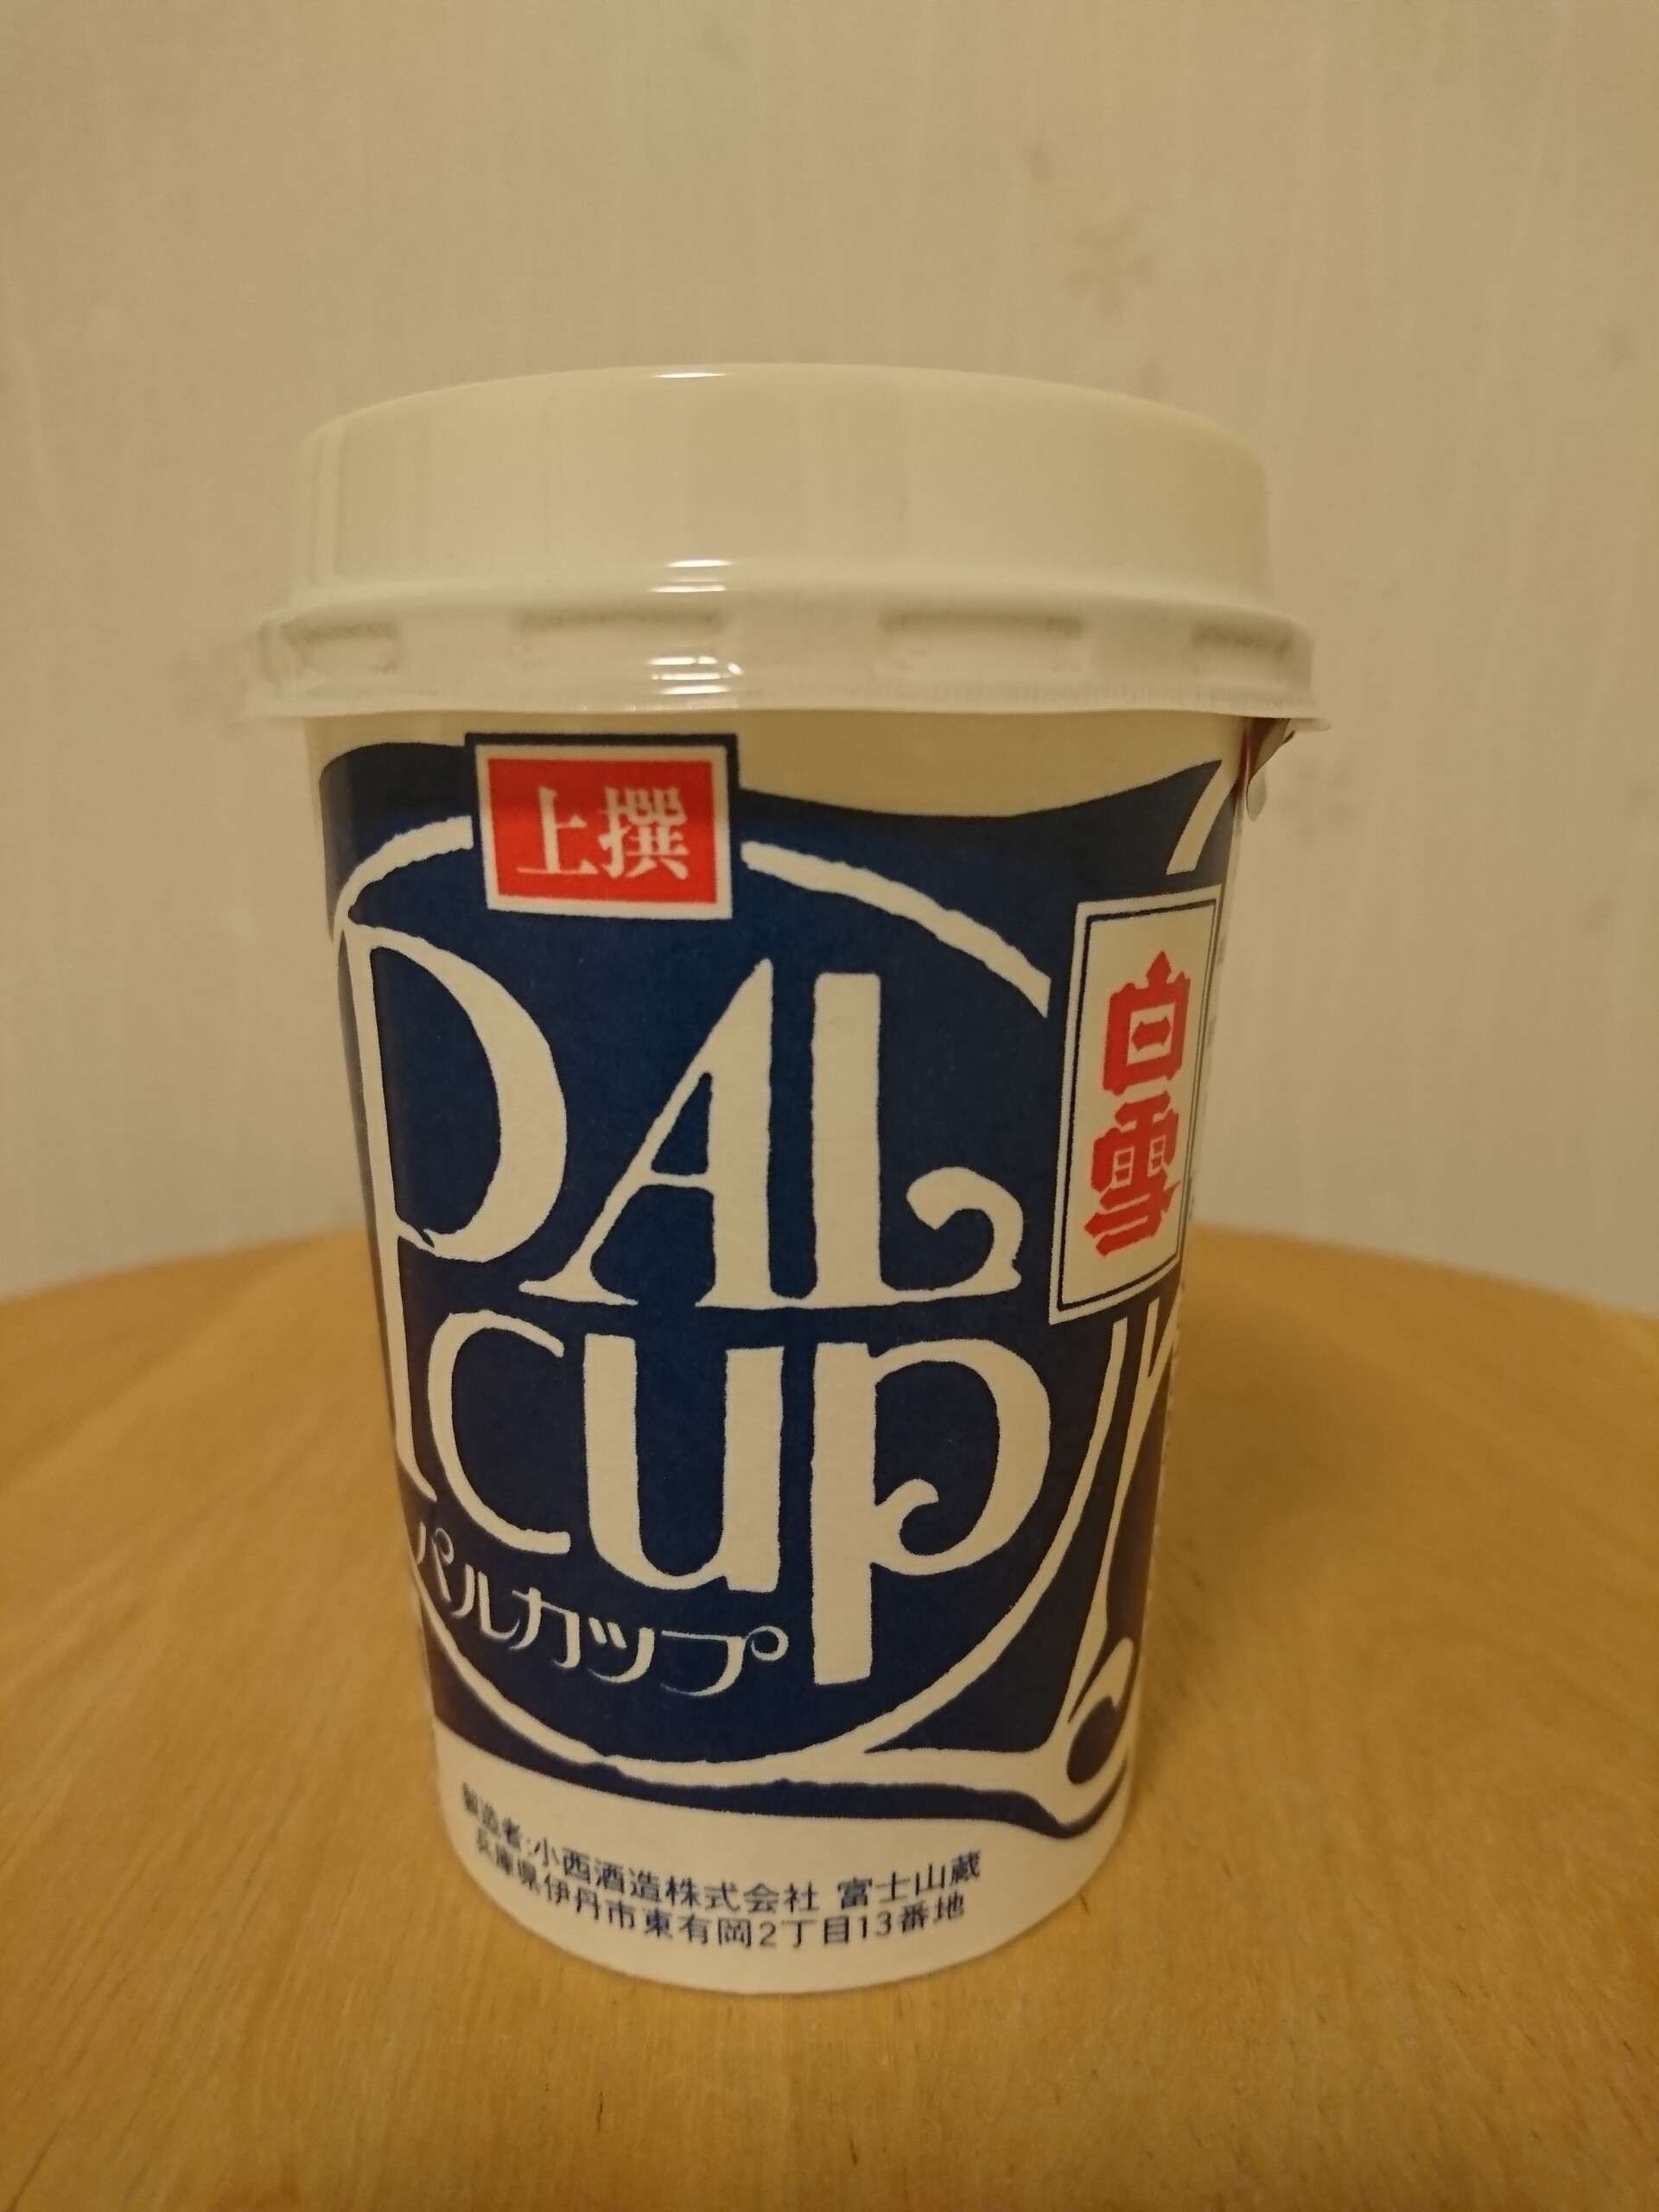 上撰
PAL
cup
パルカップ
白雪
製造者:小西酒造株式会社 富士山蔵
兵庫県伊丹市東有岡2丁目13番地